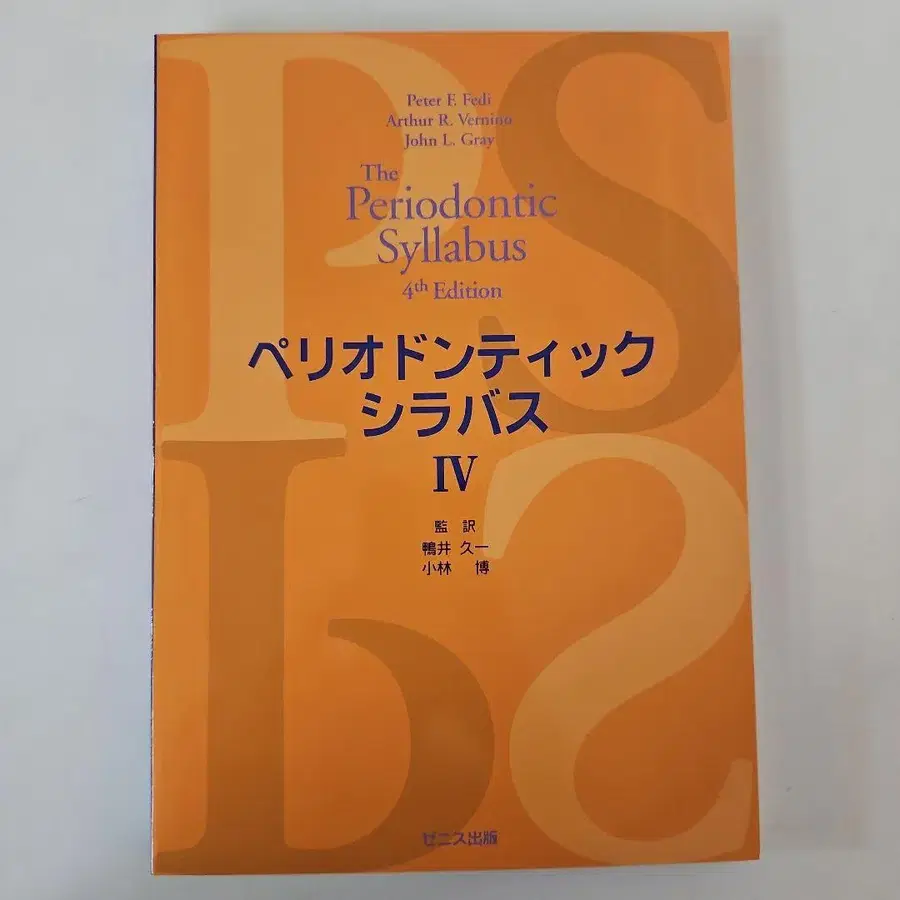 Peter F. Fedi
Arthur R. Vernino
John L. Gray
The
Periodontic
Syllabus
4th Edition
ペリオドンティック
シラバス
IV
監 訳
鴨井 久一
小林 博
ゼニス出版